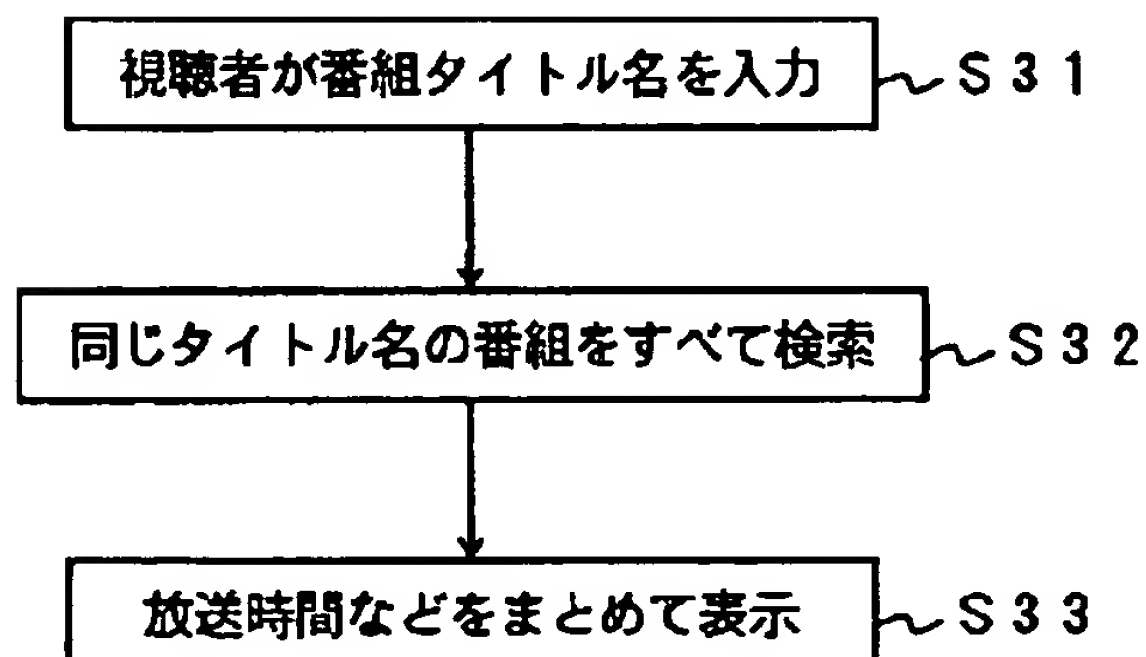 視聴者が番組タイトル名を入力 S31
同じタイトル名の番組をすべて検索 S32
放送時間などをまとめて表示 S33